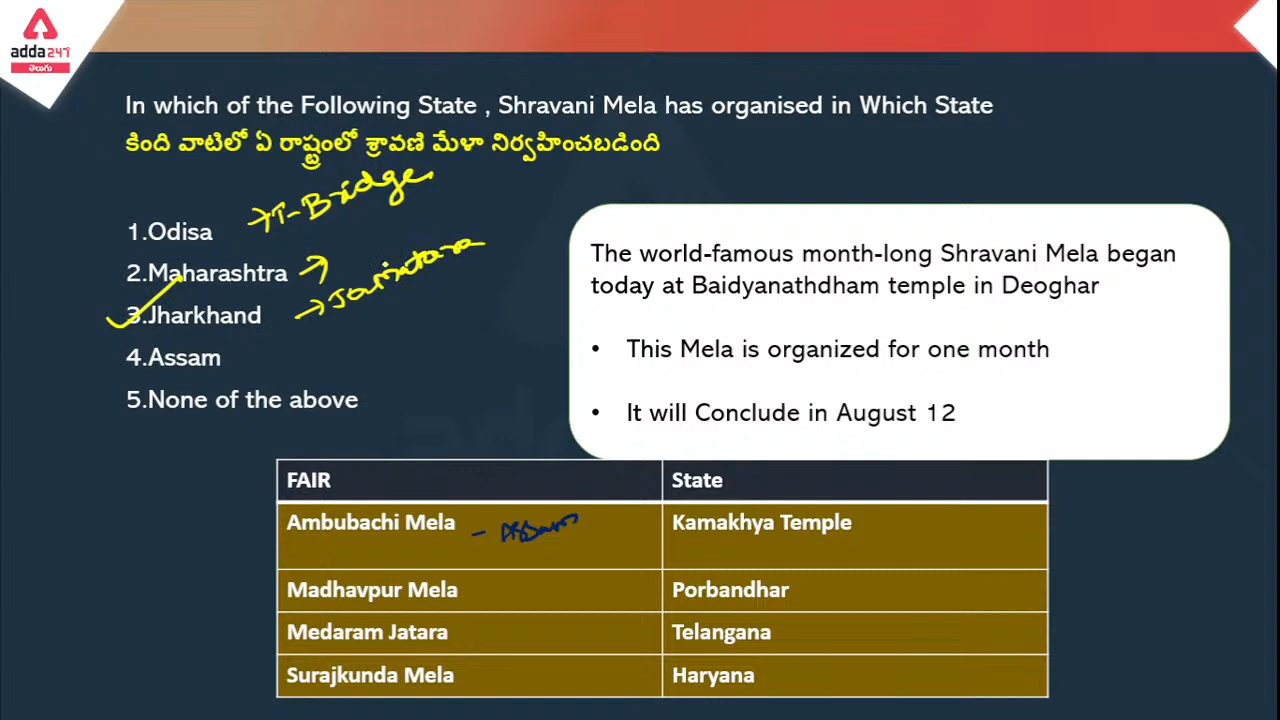 adda247
తెలుగు
In which of the Following State , Shravani Mela has organised in Which State
కింది వాటిలో ఏ రాష్ట్రంలో శ్రావణి మేళా నిర్వహించబడింది
1.Odisa →T-Bridge
2.Maharashtra →
3.Jharkhand →Jamtara
4.Assam
5.None of the above
The world-famous month-long Shravani Mela began
today at Baidyanathdham temple in Deoghar
• This Mela is organized for one month
• It will Conclude in August 12
FAIR State
Ambubachi Mela - Assam Kamakhya Temple
Madhavpur Mela Porbandhar
Medaram Jatara Telangana
Surajkunda Mela Haryana